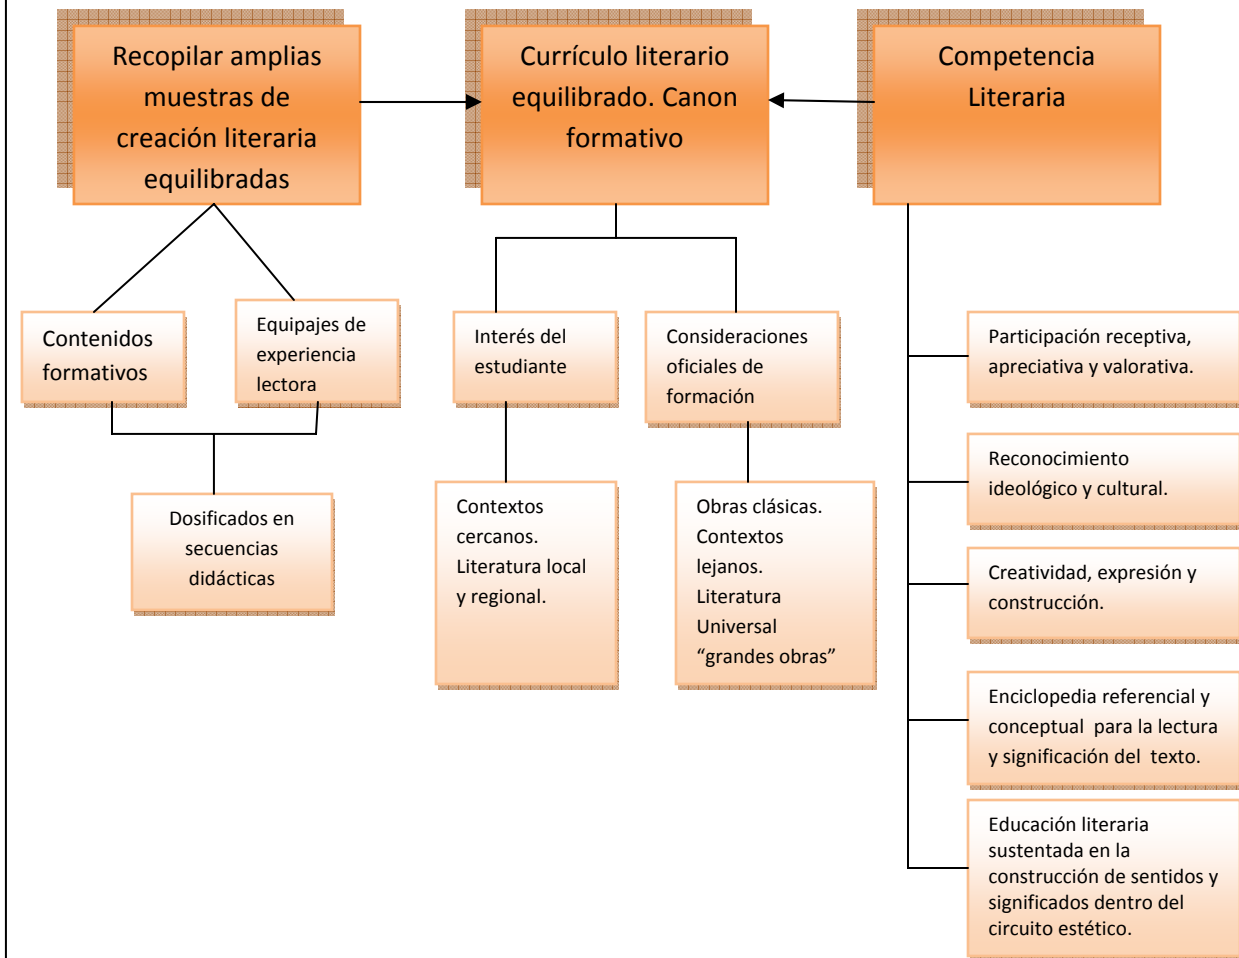 Recopilar amplias
muestras de
creación literaria
equilibradas
Currículo literario
equilibrado. Canon
formativo
Competencia
Literaria
Contenidos
formativos
Equipajes de
experiencia
lectora
Dosificados en
secuencias
didácticas
Interés del
estudiante
Consideraciones
oficiales de
formación
Contextos
cercanos.
Literatura local
y regional.
Obras clásicas.
Contextos
lejanos.
Literatura
Universal
“grandes obras”
Participación receptiva,
apreciativa y valorativa.
Reconocimiento
ideológico y cultural.
Creatividad, expresión y
construcción.
Enciclopedia referencial y
conceptual para la lectura
y significación del texto.
Educación literaria
sustentada en la
construcción de sentidos y
significados dentro del
circuito estético.